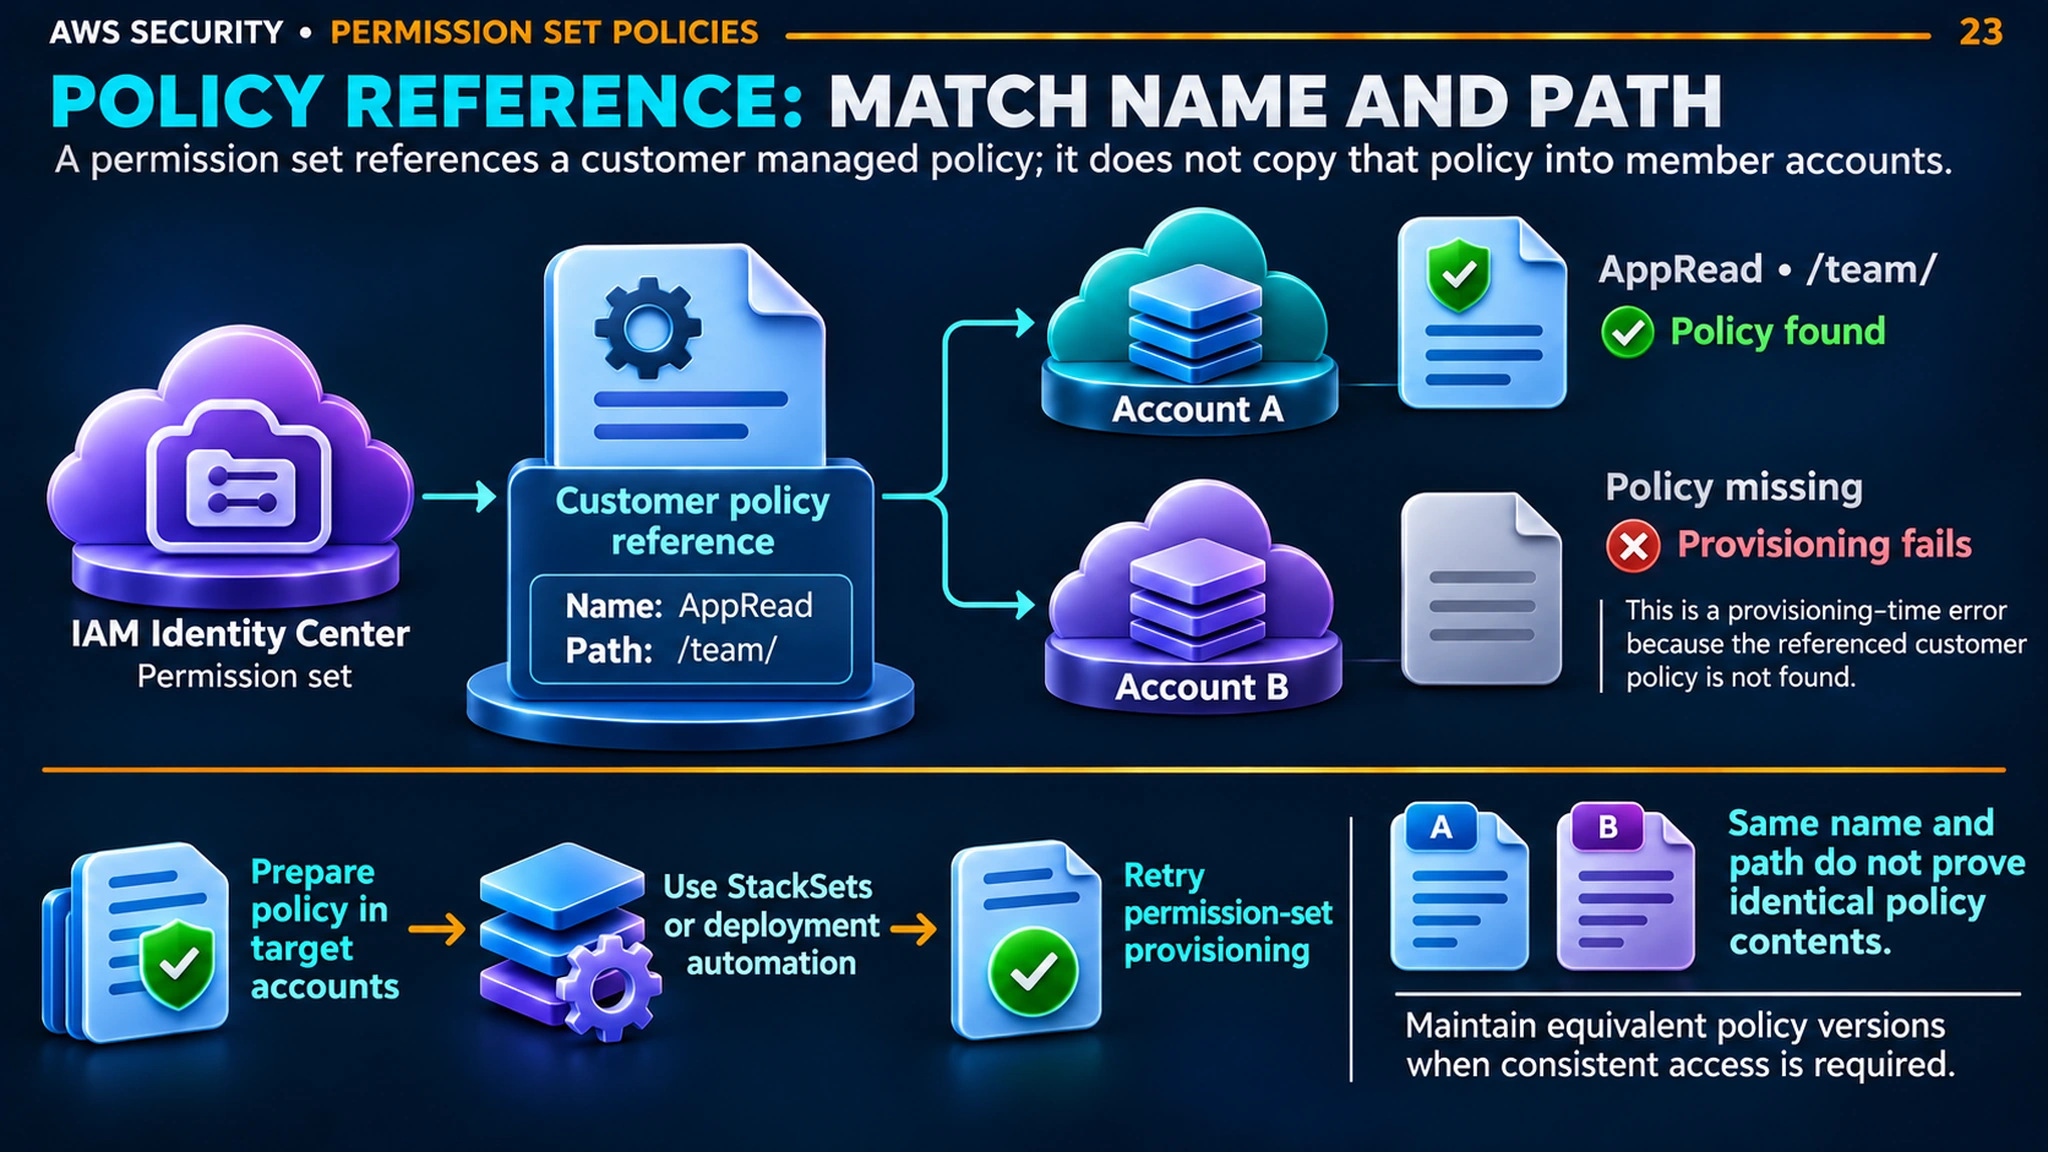 AWS SECURITY • PERMISSION SET POLICIES
23
POLICY REFERENCE: MATCH NAME AND PATH
A permission set references a customer managed policy; it does not copy that policy into member accounts.
IAM Identity Center
Permission set
Customer policy
reference
Name: AppRead
Path: /team/
Account A
AppRead • /team/
Policy found
Account B
Policy missing
Provisioning fails
This is a provisioning-time error
because the referenced customer
policy is not found.
Prepare
policy in
target
accounts
Use StackSets
or deployment
automation
Retry
permission-set
provisioning
A
B
Same name and
path do not prove
identical policy
contents.
Maintain equivalent policy versions
when consistent access is required.